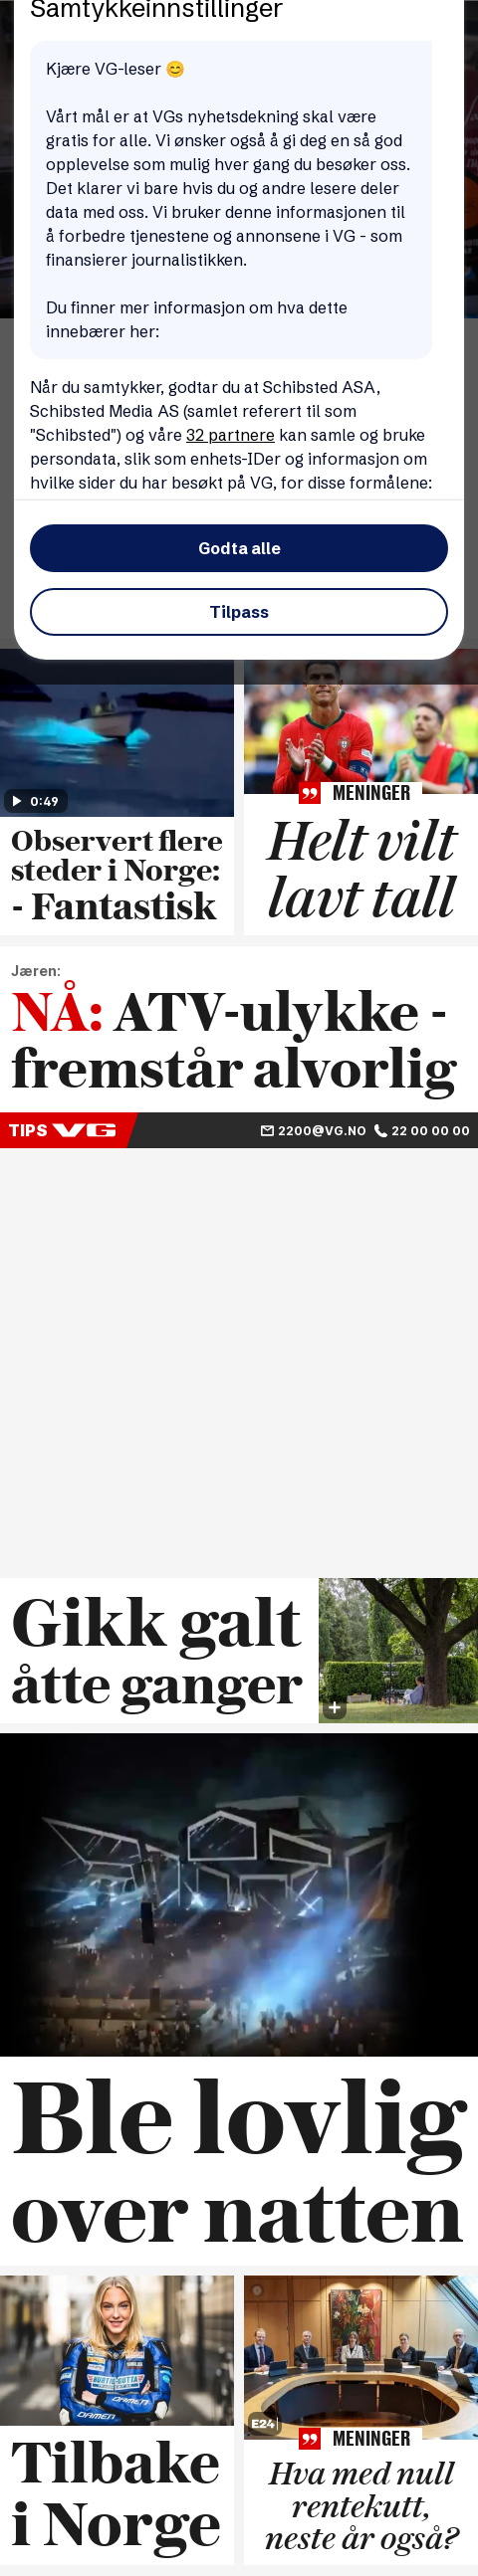 Samtykkeinnstillinger
Kjære VG-leser 😊
Vårt mål er at VGs nyhetsdekning skal være
gratis for alle. Vi ønsker også å gi deg en så god
opplevelse som mulig hver gang du besøker oss.
Det klarer vi bare hvis du og andre lesere deler
data med oss. Vi bruker denne informasjonen til
å forbedre tjenestene og annonsene i VG - som
finansierer journalistikken.
Du finner mer informasjon om hva dette
innebærer her:
Når du samtykker, godtar du at Schibsted ASA,
Schibsted Media AS (samlet referert til som
"Schibsted") og våre 32 partnere kan samle og bruke
persondata, slik som enhets-IDer og informasjon om
hvilke sider du har besøkt på VG, for disse formålene:
Godta alle
Tilpass
0:49
Observert flere
steder i Norge:
- Fantastisk
MENINGER
Helt vilt
lavt tall
Jæren:
NÅ: ATV-ulykke -
fremstår alvorlig
TIPS VG 2200@VG.NO 22 00 00 00
Gikk galt
åtte ganger
Ble lovlig
over natten
Tilbake
i Norge
E24
MENINGER
Hva med null
rentekutt,
neste år også?